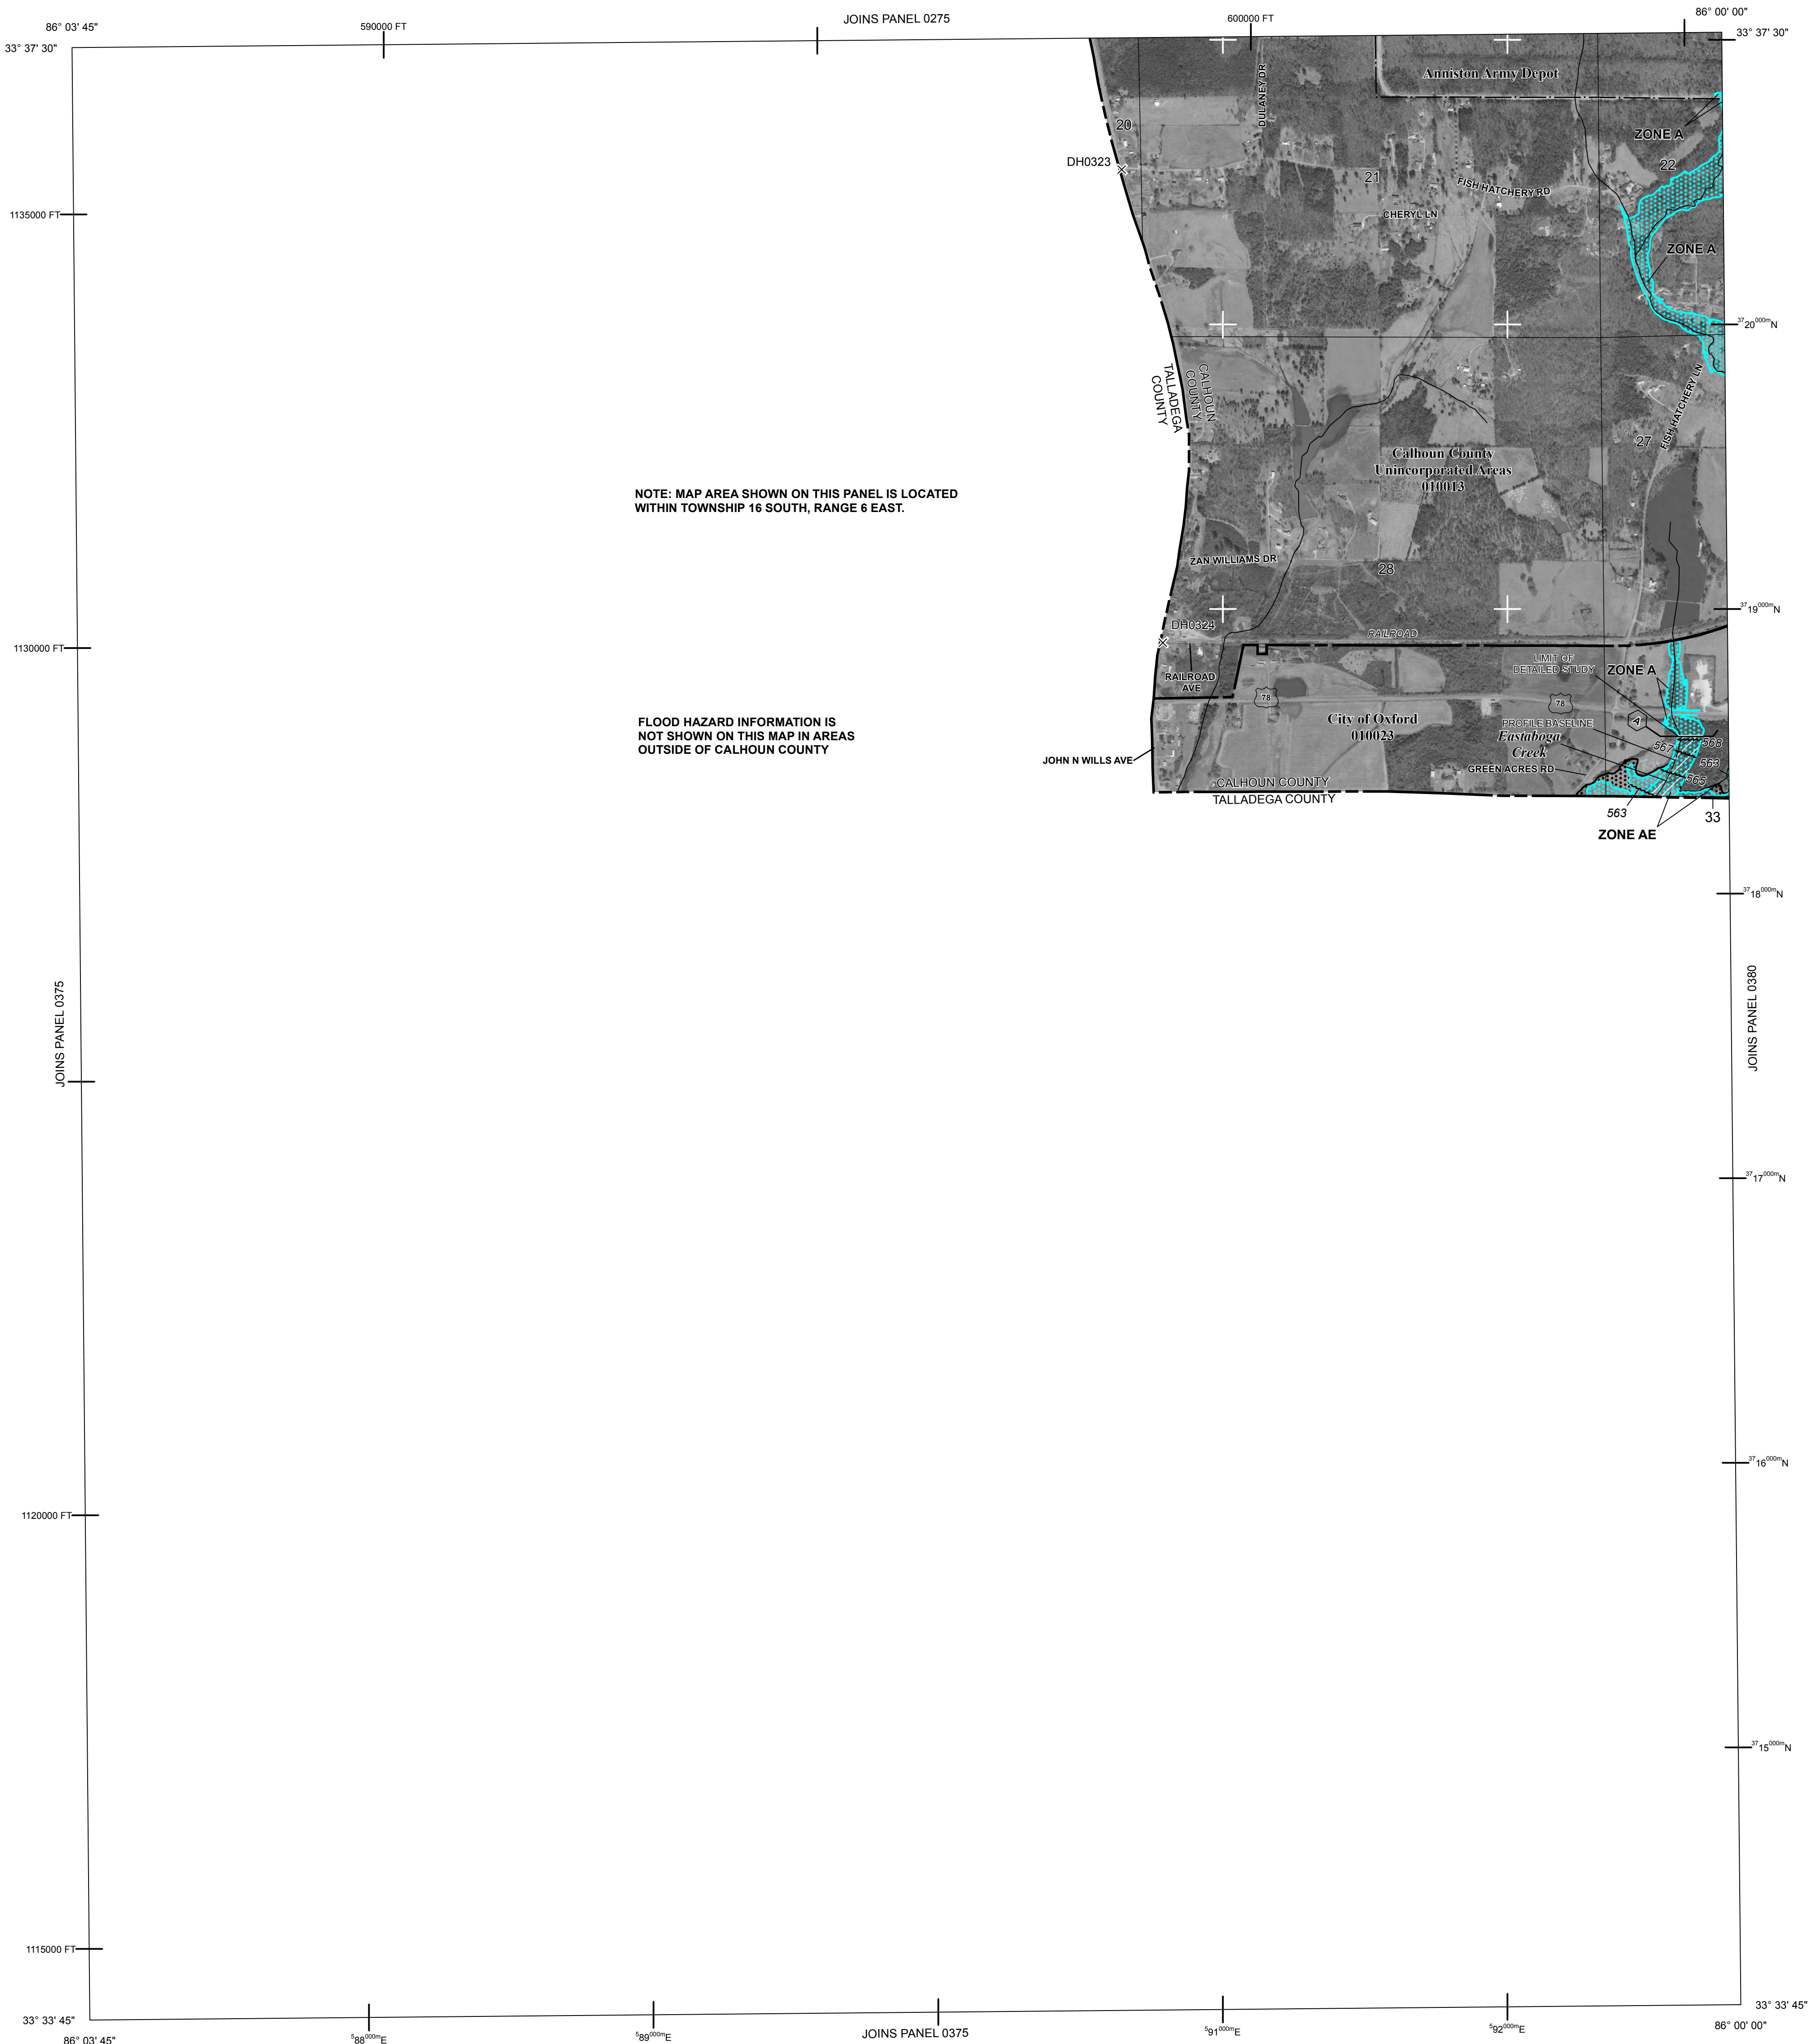 JOINS PANEL 0275
86° 03' 45"
590000 FT
600000 FT
86° 00' 00"
33° 37' 30"
33° 37' 30"
Anniston Army Depot
DULANEY DR
20
ZONE A
DH0323
22
21
FISH HATCHERY RD
1135000 FT
CHERYL LN
ZONE A
3720000mN
TALLADEGA
COUNTY
CALHOUN
COUNTY
FISH HATCHERY LN
27
Calhoun County
Unincorporated Areas
010013
NOTE: MAP AREA SHOWN ON THIS PANEL IS LOCATED
WITHIN TOWNSHIP 16 SOUTH, RANGE 6 EAST.
ZAN WILLIAMS DR
28
3719000mN
DH0324
RAILROAD
1130000 FT
LIMIT OF
DETAILED STUDY
ZONE A
RAILROAD
AVE
78
78
City of Oxford
010023
FLOOD HAZARD INFORMATION IS
NOT SHOWN ON THIS MAP IN AREAS
OUTSIDE OF CALHOUN COUNTY
A
PROFILE BASELINE
Eastaboga
Creek
567
568
563
565
JOHN N WILLS AVE
GREEN ACRES RD
CALHOUN COUNTY
TALLADEGA COUNTY
563
33
ZONE AE
3718000mN
JOINS PANEL 0375
JOINS PANEL 0380
3717000mN
3716000mN
1120000 FT
3715000mN
1115000 FT
33° 33' 45"
33° 33' 45"
86° 03' 45"
588000mE
589000mE
JOINS PANEL 0375
591000mE
592000mE
86° 00' 00"